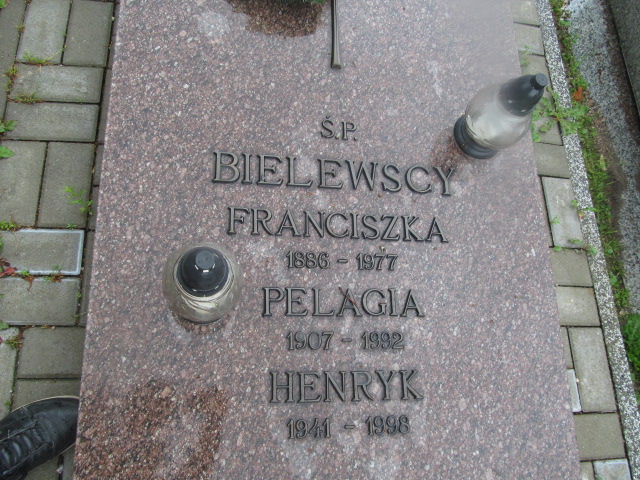 Ś.P.
BIELEWSCY
FRANCISZKA
1886 - 1977
PELAGIA
1907 - 1992
HENRYK
1941 - 1998